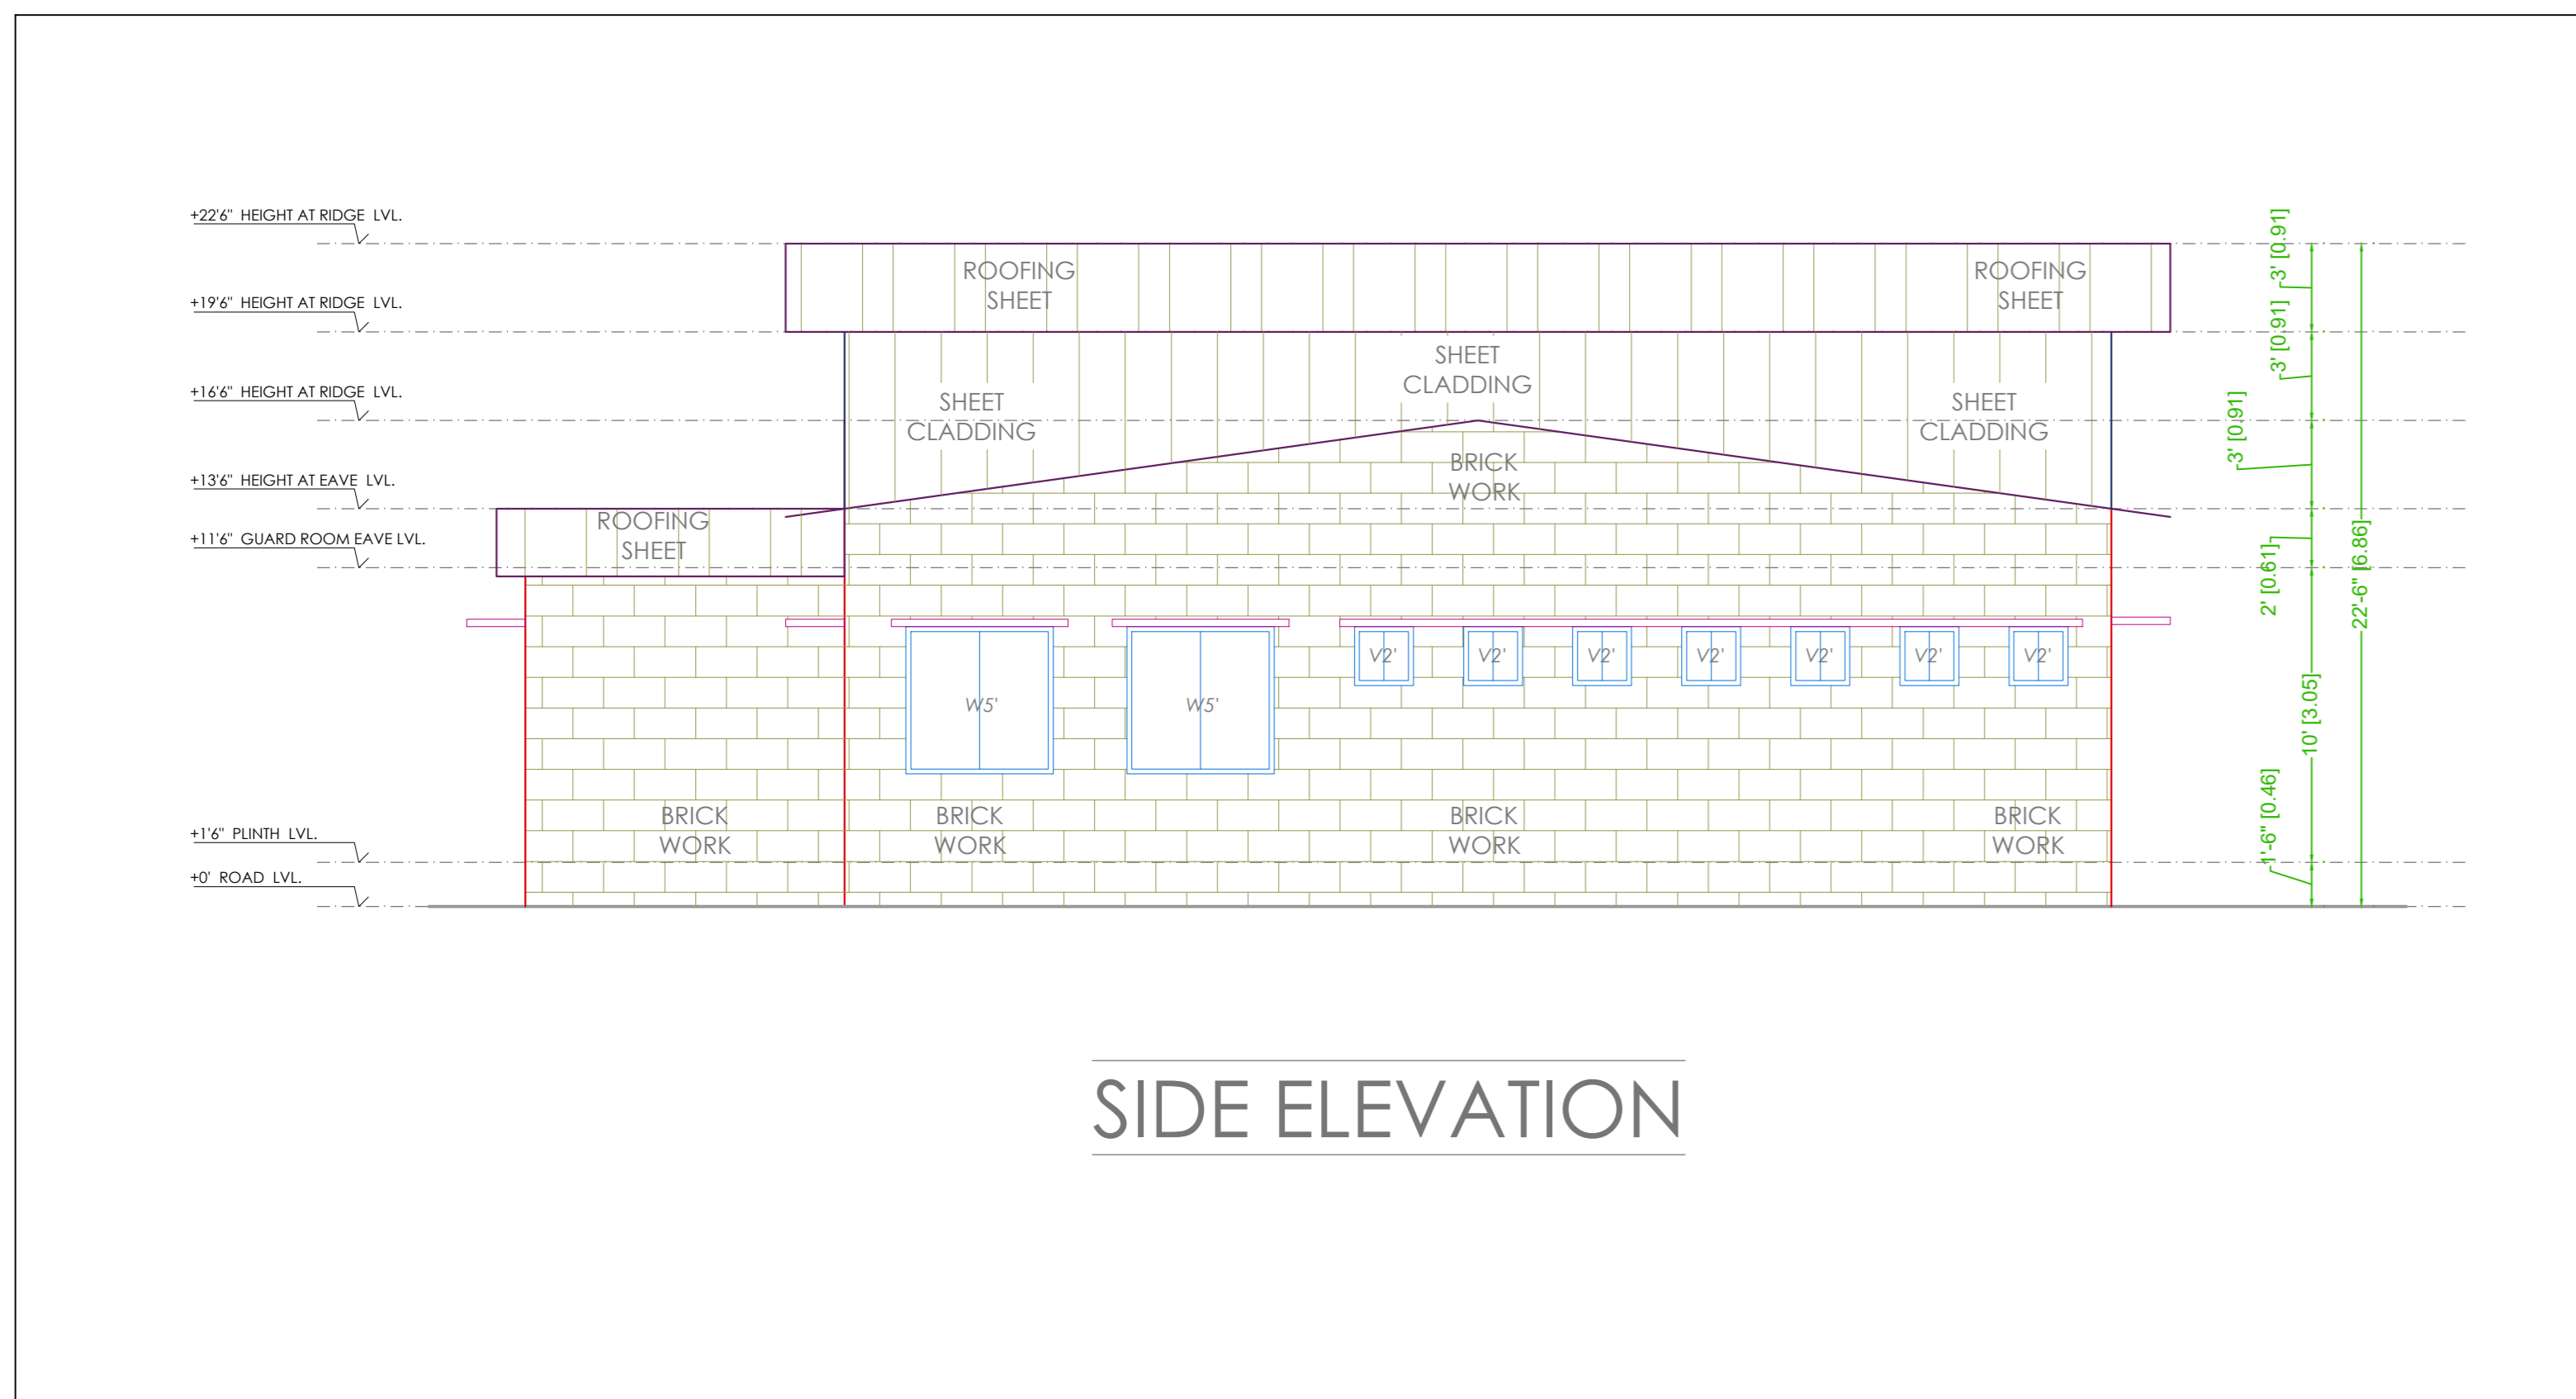 +22'6"  HEIGHT AT RIDGE  LVL.
+19'6"  HEIGHT AT RIDGE  LVL.
+16'6"  HEIGHT AT RIDGE  LVL.
+13'6"  HEIGHT AT EAVE  LVL.
+11'6"  GUARD ROOM EAVE LVL.
+1'6"  PLINTH  LVL.
+0'  ROAD  LVL.
ROOFING
SHEET
ROOFING
SHEET
SHEET
CLADDING
SHEET
CLADDING
SHEET
CLADDING
BRICK
WORK
ROOFING
SHEET
W5'
W5'
V2'
V2'
V2'
V2'
V2'
V2'
V2'
BRICK
WORK
BRICK
WORK
BRICK
WORK
BRICK
WORK
3' [0.91]
3' [0.91]
3' [0.91]
2' [0.61]
10' [3.05]
1'-6" [0.46]
22'-6" [6.86]
SIDE ELEVATION